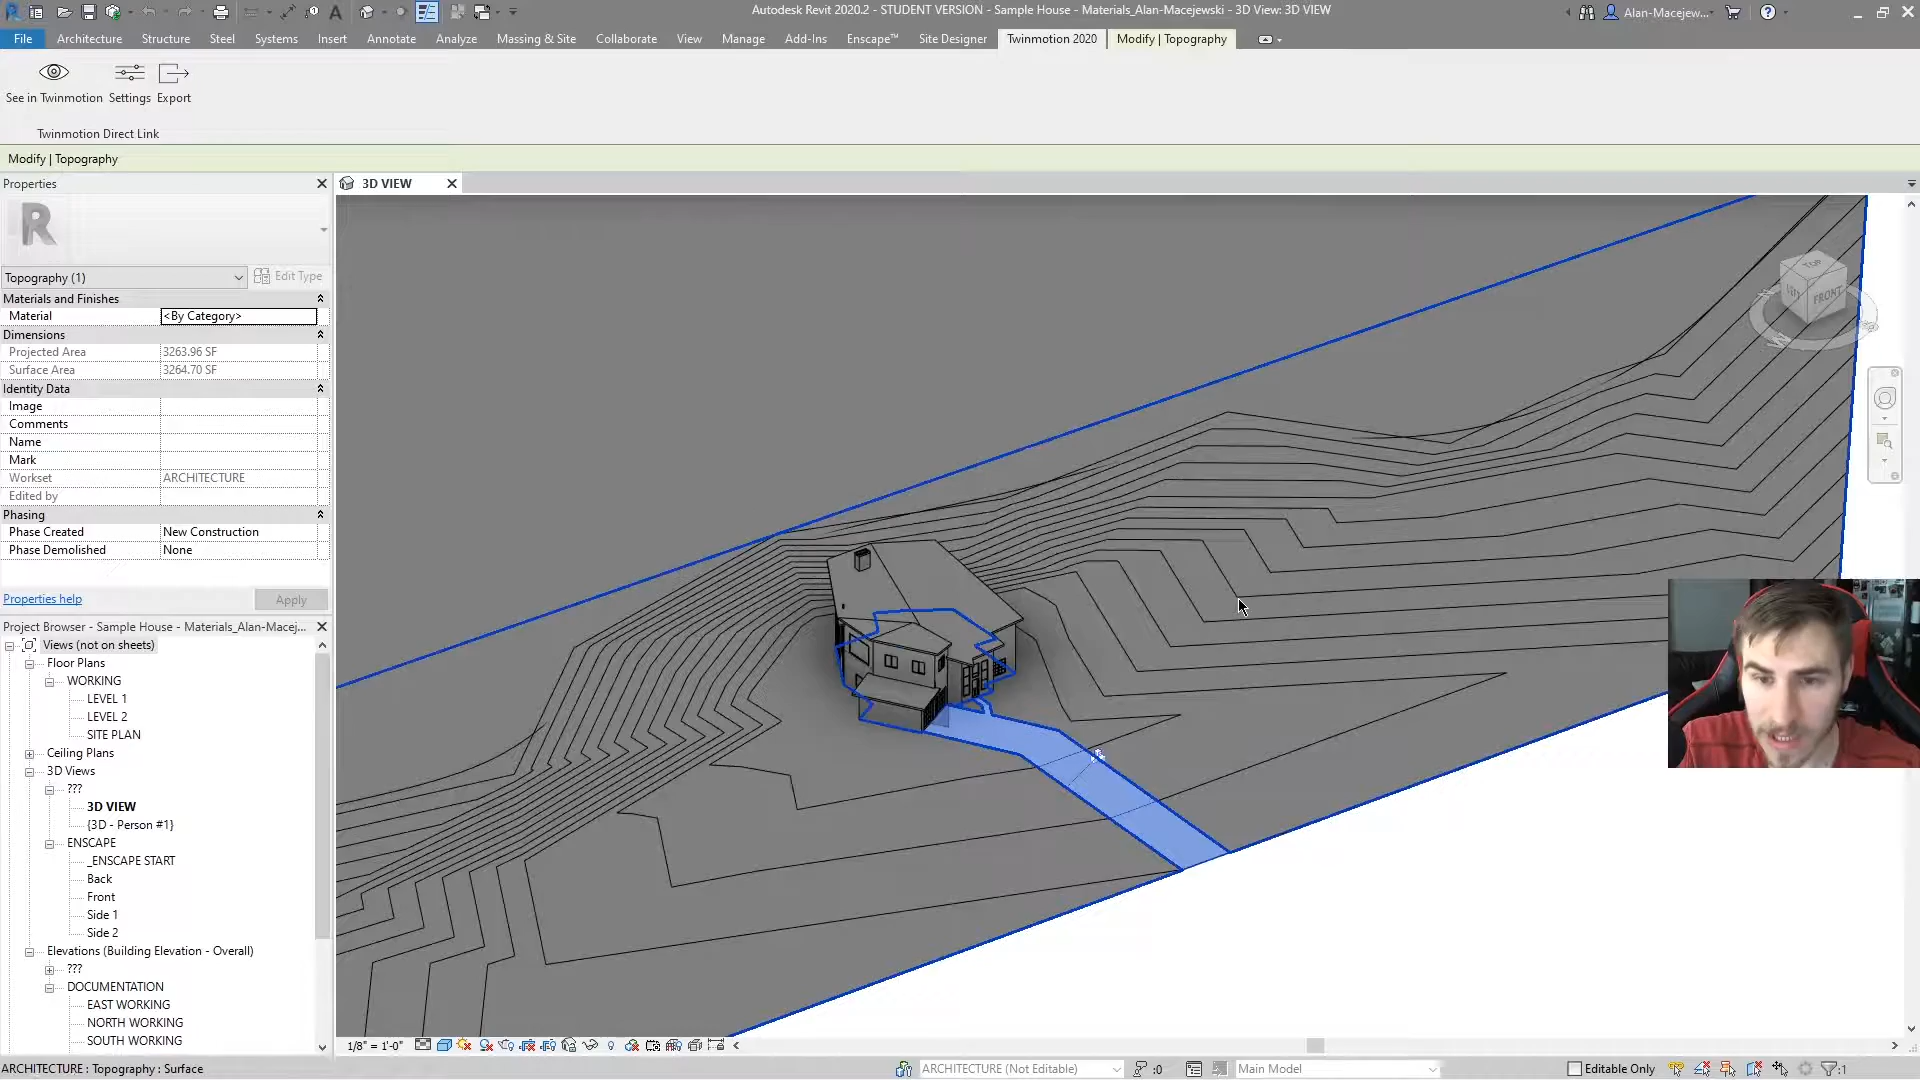 Autodesk Revit 2020.2 - STUDENT VERSION - Sample House - Materials_Alan-Macejewski - 3D View: 3D VIEW
Alan-Macejew...
File Architecture Structure Steel Systems Insert Annotate Analyze Massing & Site Collaborate View Manage Add-Ins Enscape™ Site Designer Twinmotion 2020 Modify | Topography
See in Twinmotion Settings Export
Twinmotion Direct Link
Modify | Topography
Properties
3D VIEW
Topography (1)
Edit Type
Materials and Finishes
Material <By Category>
Dimensions
Projected Area 3263.96 SF
Surface Area 3264.70 SF
Identity Data
Image
Comments
Name
Mark
Workset ARCHITECTURE
Edited by
Phasing
Phase Created New Construction
Phase Demolished None
Properties help
Apply
TOP
FRONT
Project Browser - Sample House - Materials_Alan-Macej...
Views (not on sheets)
Floor Plans
WORKING
LEVEL 1
LEVEL 2
SITE PLAN
Ceiling Plans
3D Views
???
3D VIEW
{3D - Person #1}
ENSCAPE
_ENSCAPE START
Back
Front
Side 1
Side 2
Elevations (Building Elevation - Overall)
???
DOCUMENTATION
EAST WORKING
NORTH WORKING
SOUTH WORKING
1/8" = 1'-0"
ARCHITECTURE : Topography : Surface
ARCHITECTURE (Not Editable)
:0
Main Model
Editable Only
:1